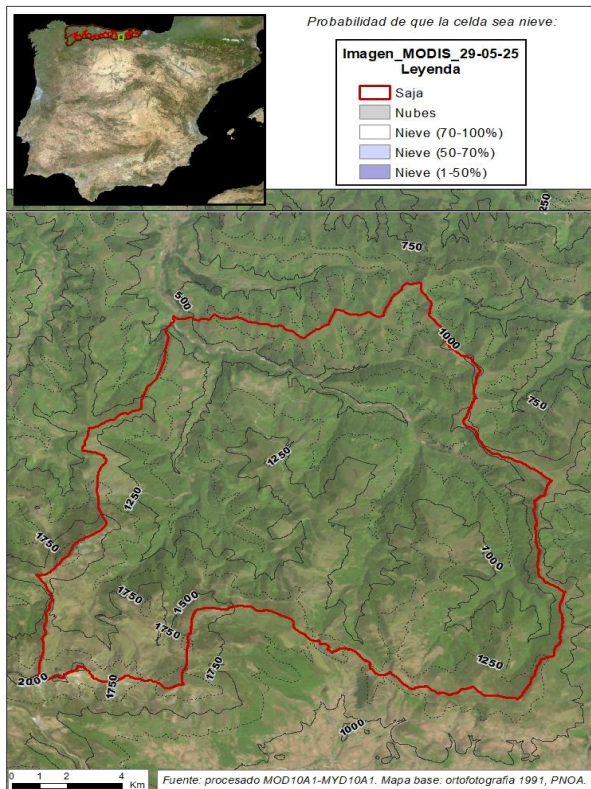 Probabilidad de que la celda sea nieve:
Imagen_MODIS_29-05-25
Leyenda
Saja
Nubes
Nieve (70-100%)
Nieve (50-70%)
Nieve (1-50%)
250
750
500
1000
750
1250
1250
1750
1000
1750
1500
1750
1750
1250
2000
1750
1000
0 1 2 4
Km
Fuente: procesado MOD10A1-MYD10A1. Mapa base: ortofotografia 1991, PNOA.